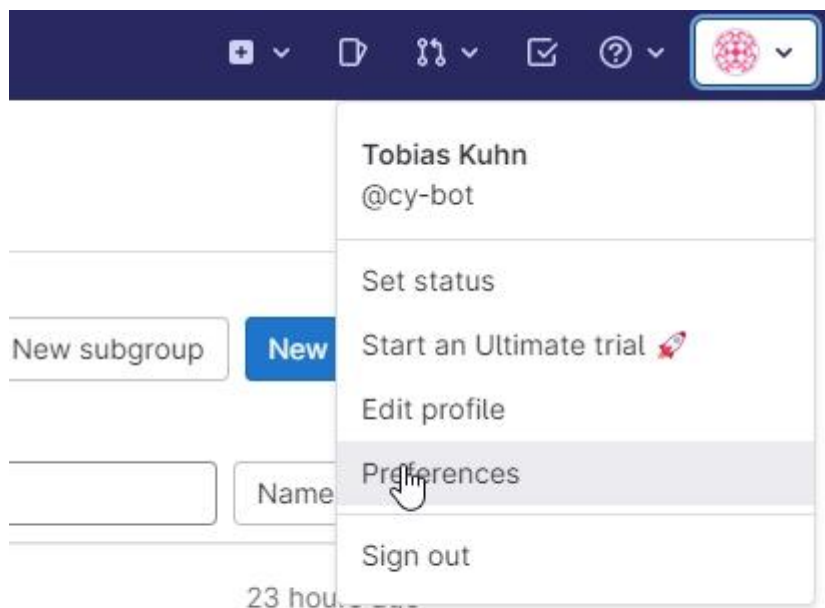 Tobias Kuhn
@cy-bot
Set status
New subgroup
New
Start an Ultimate trial 🚀
Edit profile
Name
Preferences
Sign out
23